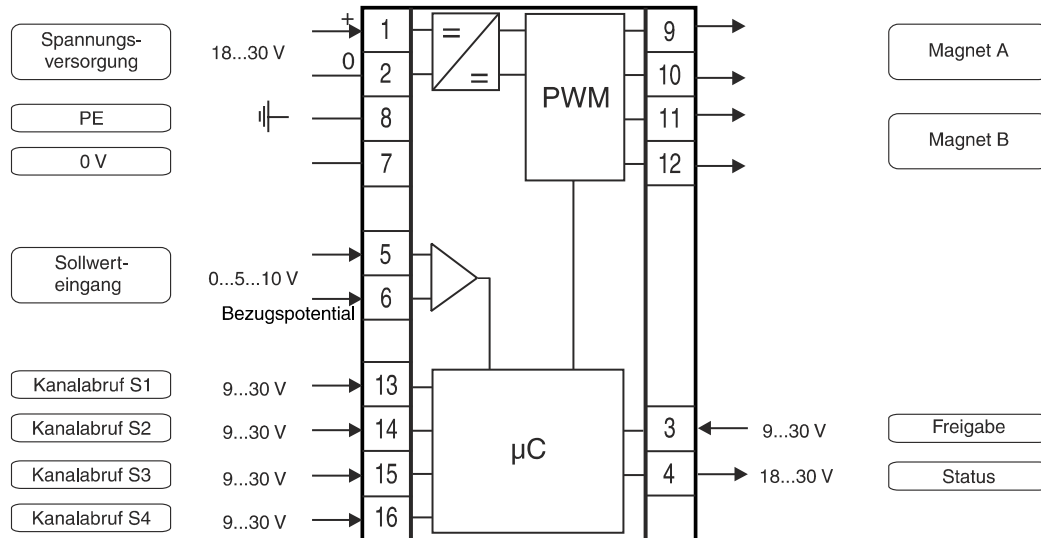 Spannungs-
versorgung
18...30 V
+
0
1
2
=
=
PWM
9
10
11
12
Magnet A
Magnet B
PE
8
0 V
7
Sollwert-
eingang
0...5...10 V
Bezugspotential
5
6
Kanalabruf S1
9...30 V
13
Kanalabruf S2
9...30 V
14
Kanalabruf S3
9...30 V
15
Kanalabruf S4
9...30 V
16
µC
3
9...30 V
Freigabe
4
18...30 V
Status